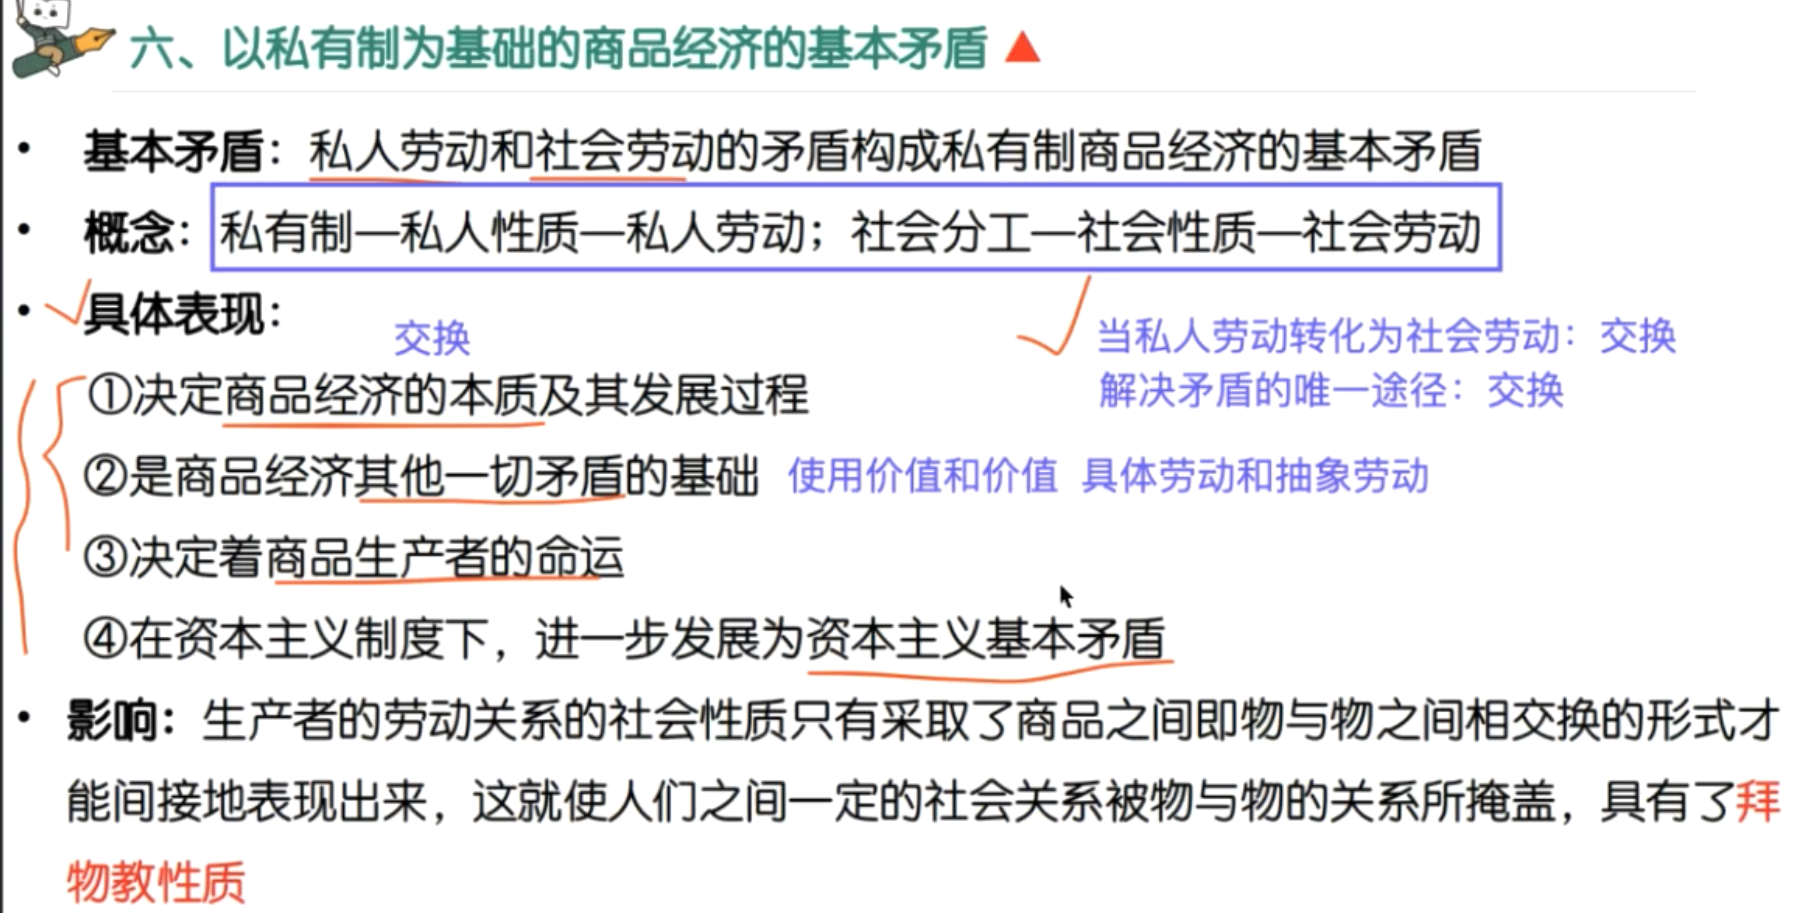 六、以私有制为基础的商品经济的基本矛盾
• 基本矛盾：私人劳动和社会劳动的矛盾构成私有制商品经济的基本矛盾
• 概念：私有制—私人性质—私人劳动；社会分工—社会性质—社会劳动
• 具体表现：
交换
当私人劳动转化为社会劳动：交换
解决矛盾的唯一途径：交换
①决定商品经济的本质及其发展过程
②是商品经济其他一切矛盾的基础 使用价值和价值 具体劳动和抽象劳动
③决定着商品生产者的命运
④在资本主义制度下，进一步发展为资本主义基本矛盾
• 影响：生产者的劳动关系的社会性质只有采取了商品之间即物与物之间相交换的形式才
能间接地表现出来，这就使人们之间一定的社会关系被物与物的关系所掩盖，具有了拜
物教性质